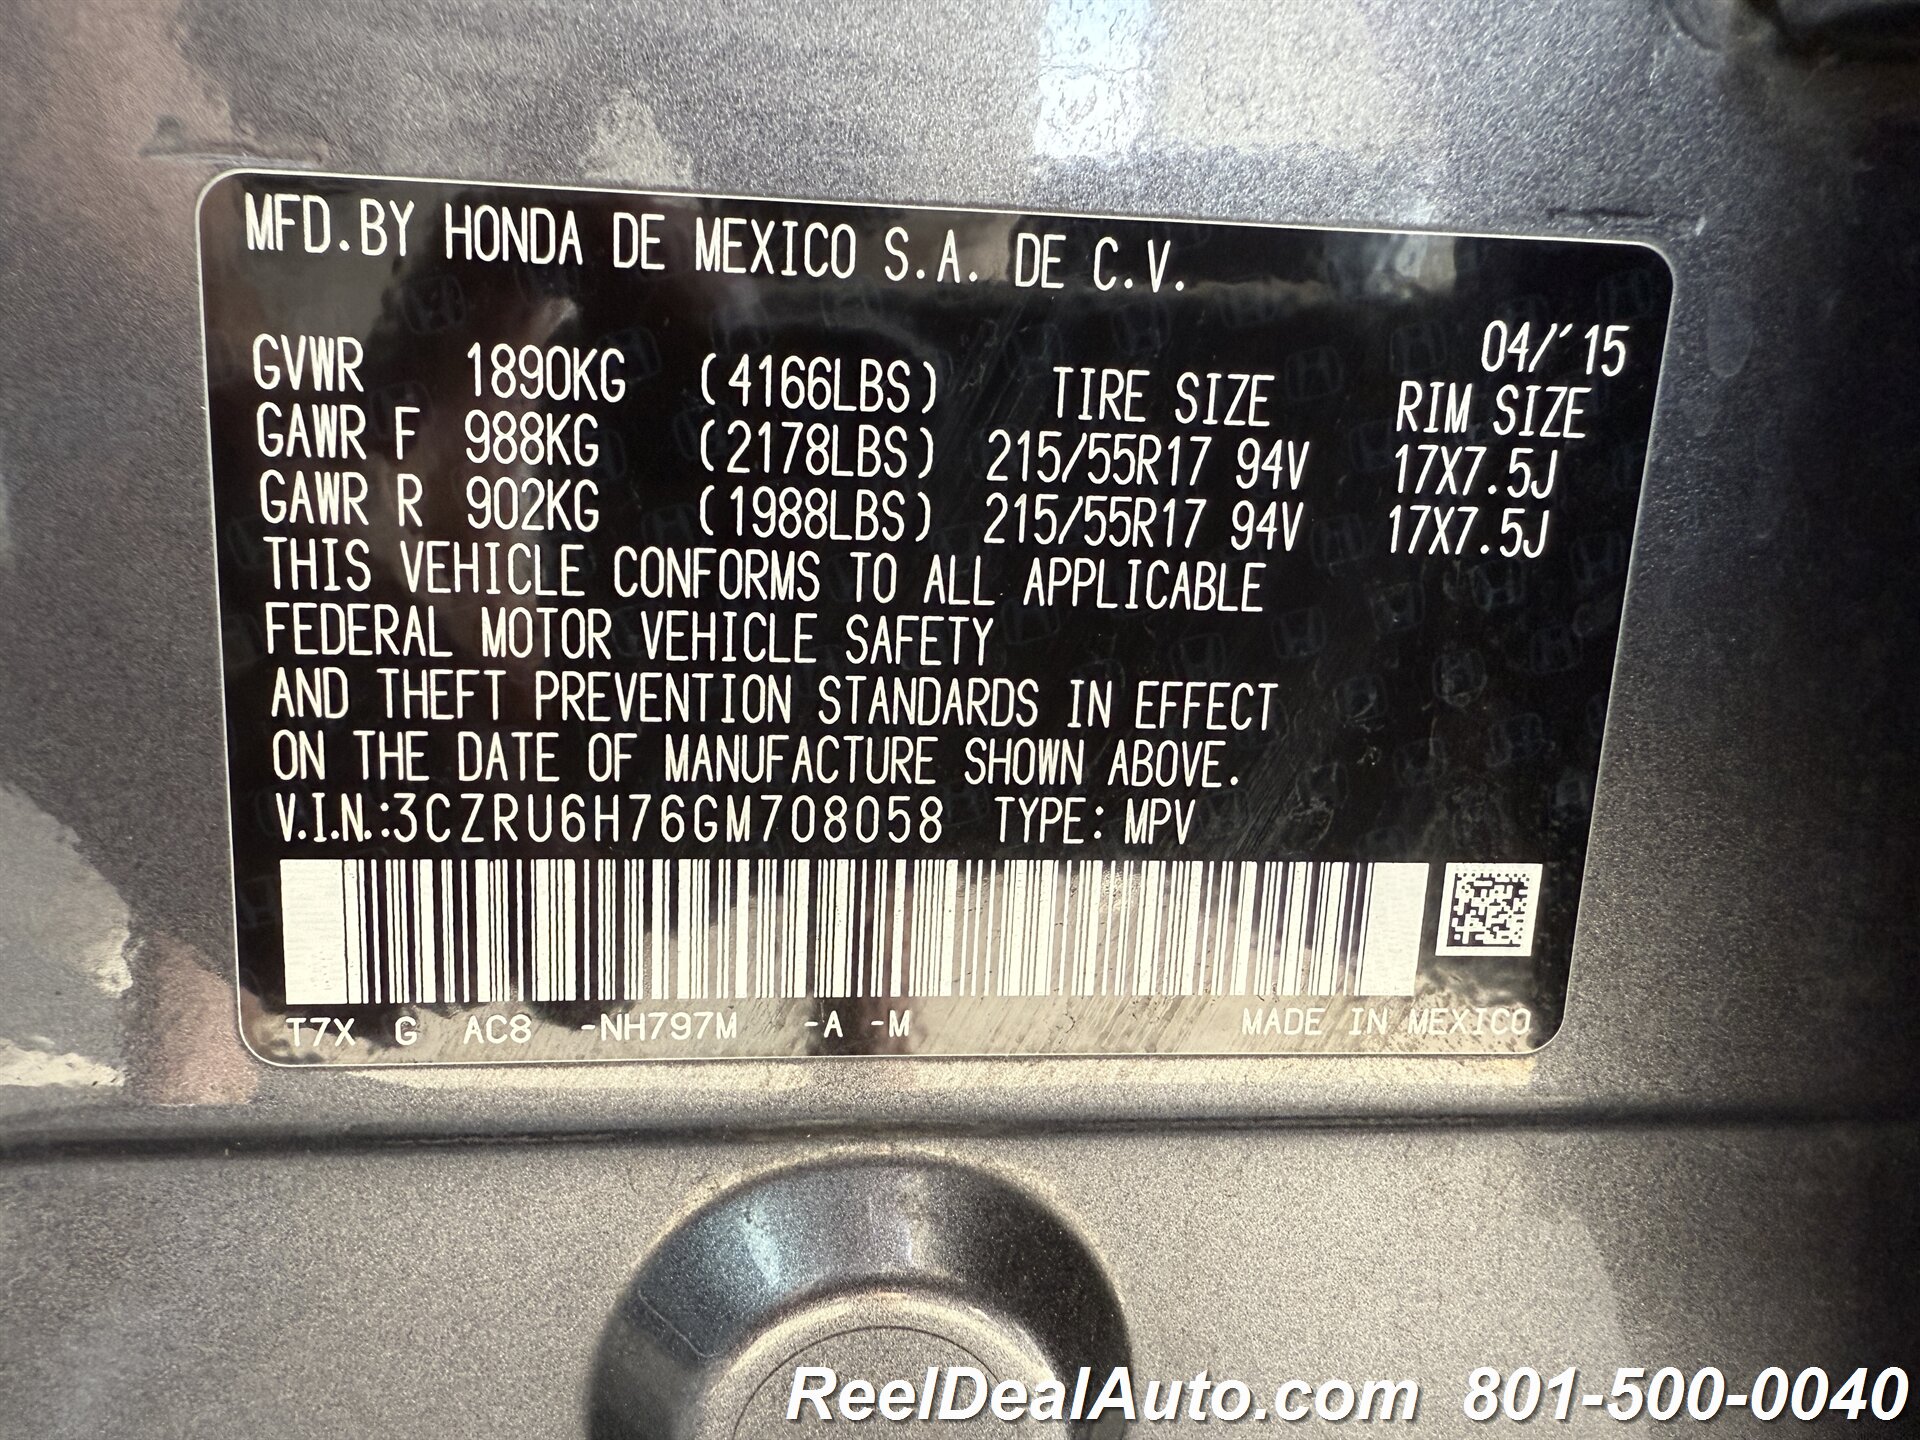 MFD.BY HONDA DE MEXICO S.A. DE C.V.
04/'15
GVWR 1890KG (4166LBS) TIRE SIZE RIM SIZE
GAWR F 988KG (2178LBS) 215/55R17 94V 17X7.5J
GAWR R 902KG (1988LBS) 215/55R17 94V 17X7.5J
THIS VEHICLE CONFORMS TO ALL APPLICABLE
FEDERAL MOTOR VEHICLE SAFETY
AND THEFT PREVENTION STANDARDS IN EFFECT
ON THE DATE OF MANUFACTURE SHOWN ABOVE.
V.I.N.:3CZRU6H76GM708058 TYPE: MPV
T7X G AC8 -NH797M -A -M MADE IN MEXICO
ReelDealAuto.com 801-500-0040